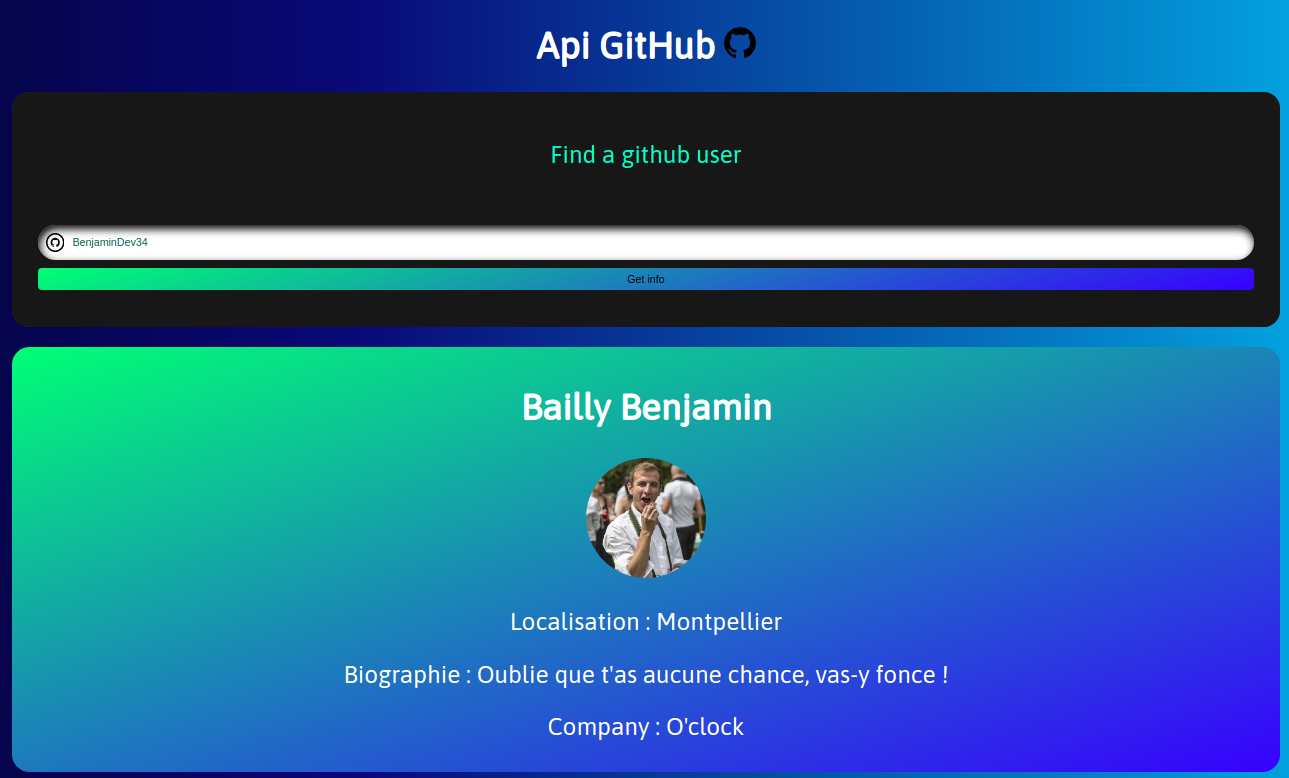 Api GitHub
Find a github user
BenjaminDev34
Get info
Bailly Benjamin
Localisation : Montpellier
Biographie : Oublie que t'as aucune chance, vas-y fonce !
Company : O'clock